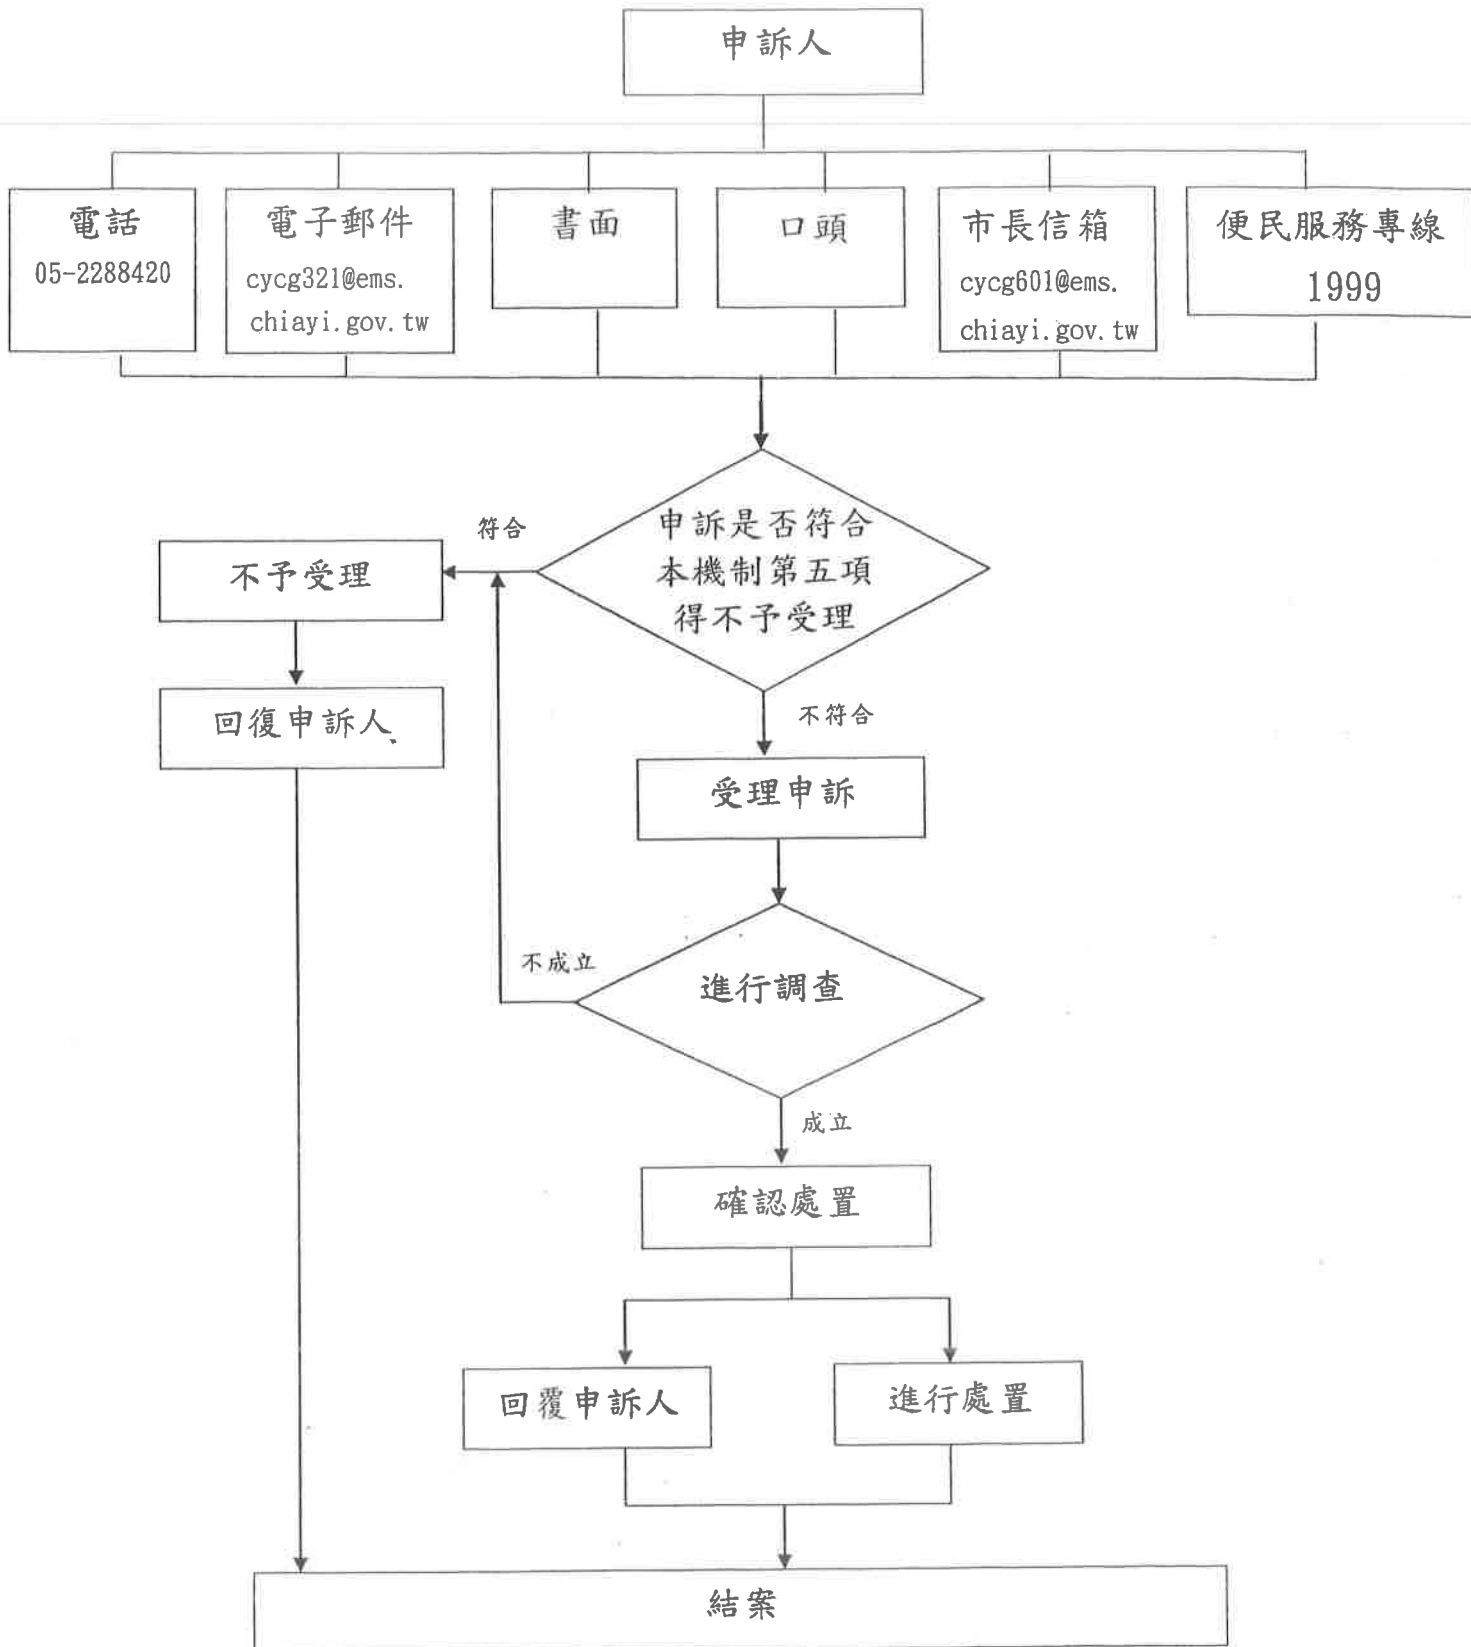 申訴人
電話
05-2288420
電子郵件
cycg321@ems.
chiayi.gov.tw
書面
口頭
市長信箱
cycg601@ems.
chiayi.gov.tw
便民服務專線
1999
符合
申訴是否符合
本機制第五項
得不予受理
不予受理
回復申訴人
不符合
受理申訴
不成立
進行調查
成立
確認處置
回覆申訴人
進行處置
結案